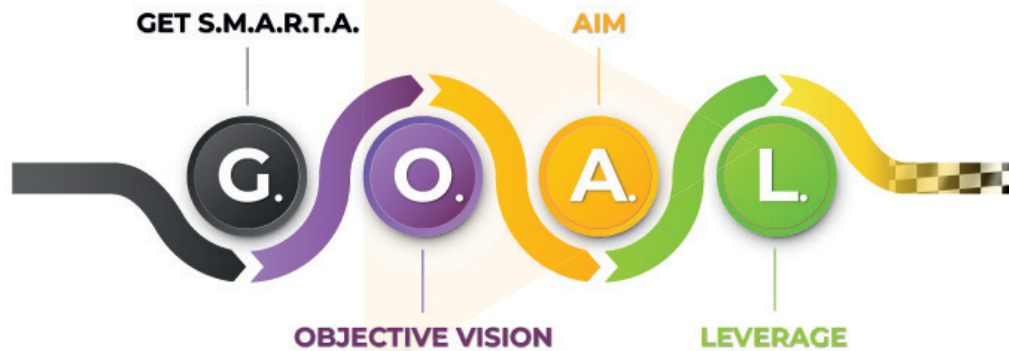 GET S.M.A.R.T.A.
AIM
G.
O.
A.
L.
OBJECTIVE VISION
LEVERAGE